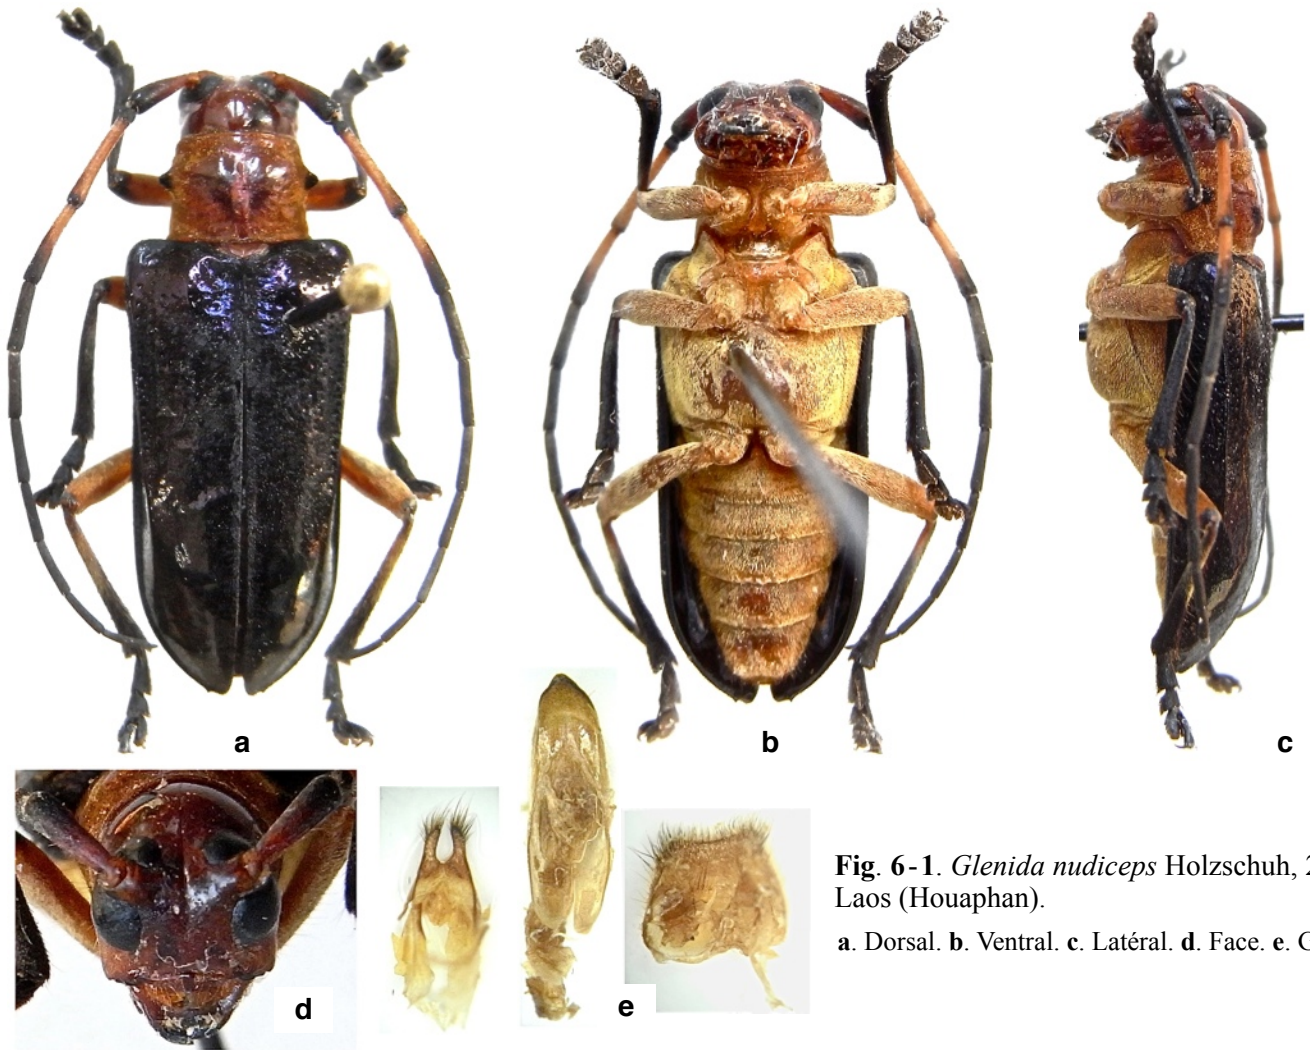 a
b
c
d
e
Fig. 6-1. Glenida nudiceps Holzschuh,
Laos (Houaphan).
a. Dorsal. b. Ventral. c. Latéral. d. Face. e.